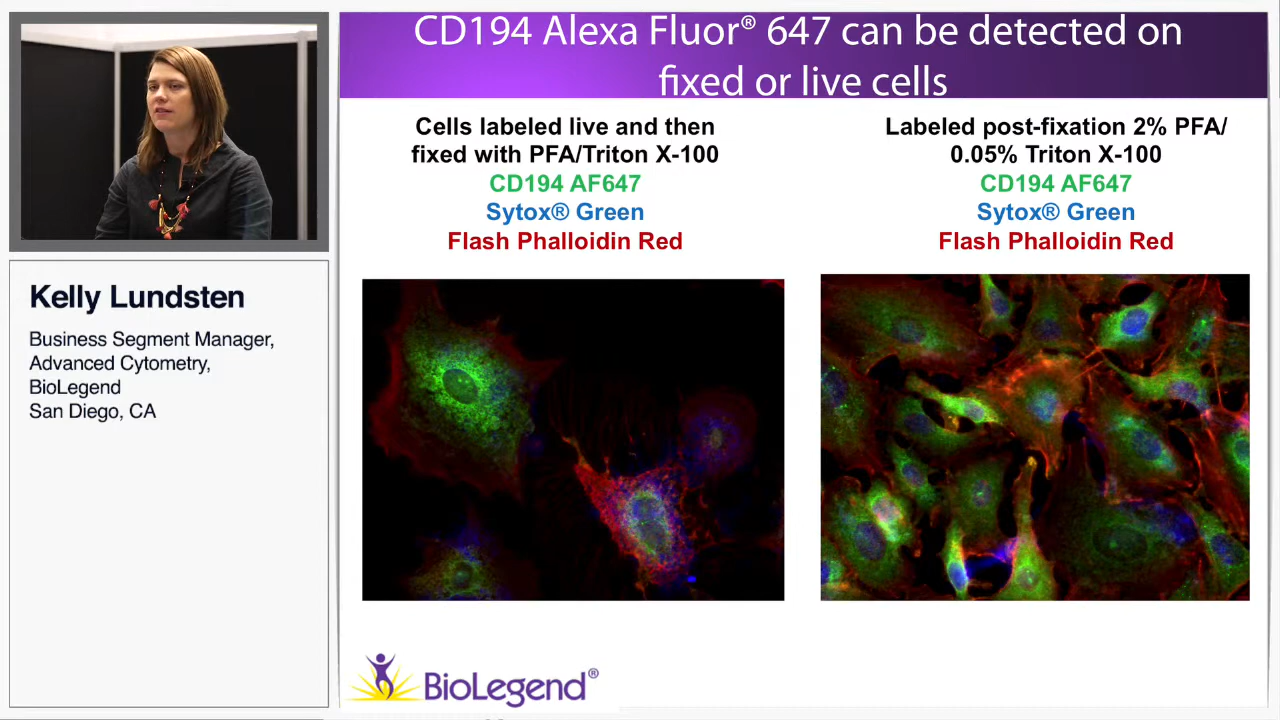 CD194 Alexa Fluor® 647 can be detected on
fixed or live cells
Cells labeled live and then
fixed with PFA/Triton X-100
CD194 AF647
Sytox® Green
Flash Phalloidin Red
Labeled post-fixation 2% PFA/
0.05% Triton X-100
CD194 AF647
Sytox® Green
Flash Phalloidin Red
Kelly Lundsten
Business Segment Manager,
Advanced Cytometry,
BioLegend
San Diego, CA
BioLegend®